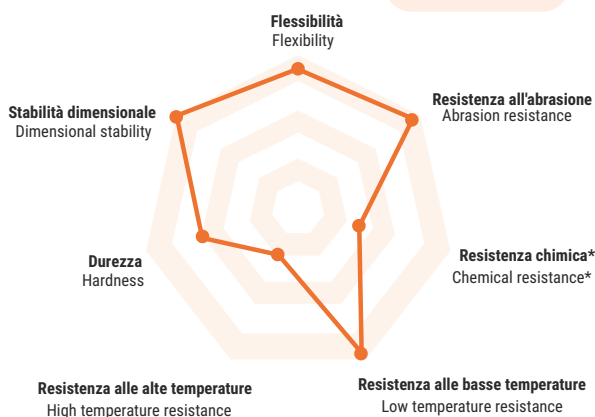 Flessibilità
Flexibility
Stabilità dimensionale
Dimensional stability
Resistenza all'abrasione
Abrasion resistance
Durezza
Hardness
Resistenza chimica*
Chemical resistance*
Resistenza alle alte temperature
High temperature resistance
Resistenza alle basse temperature
Low temperature resistance